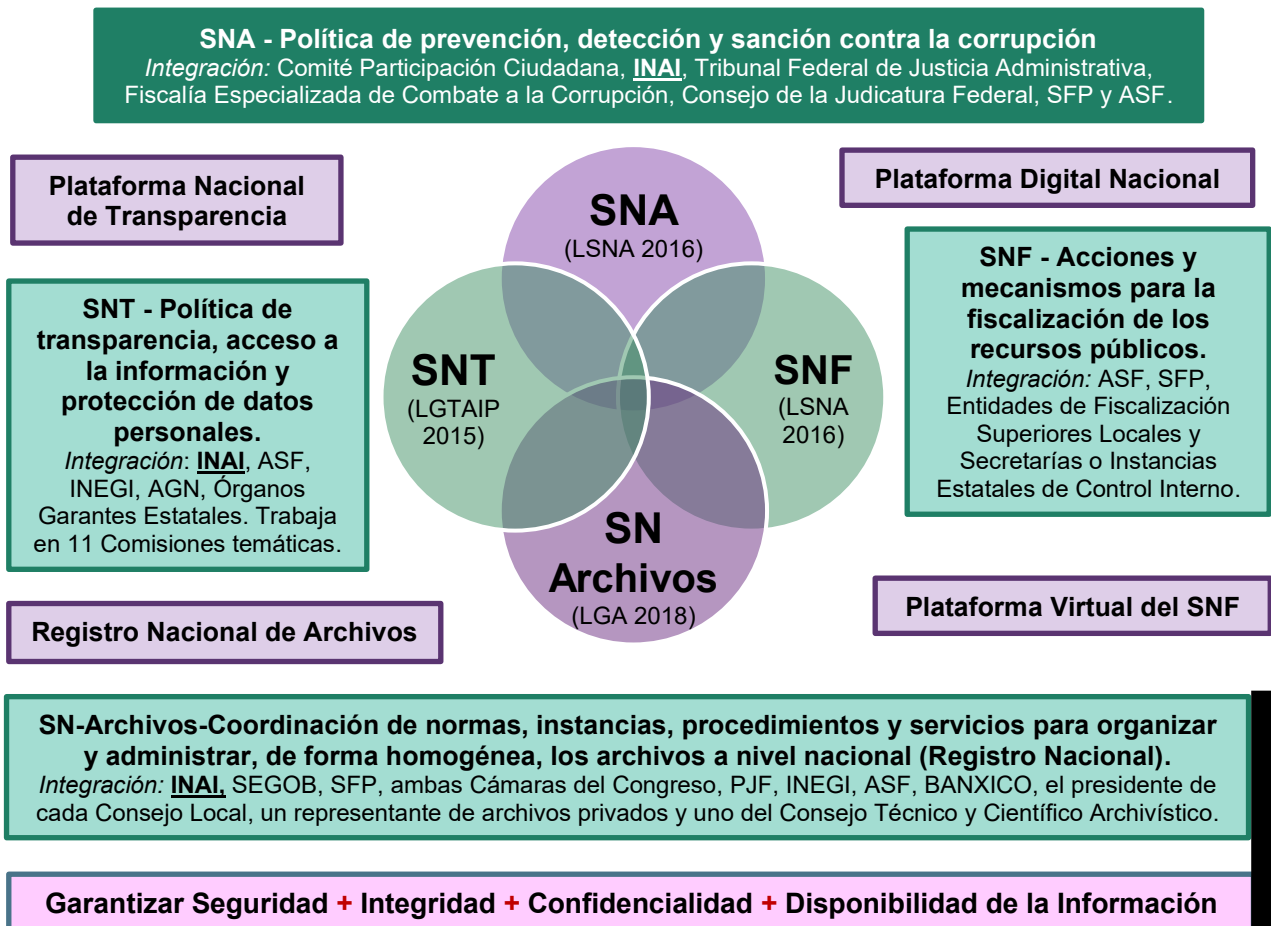 SNA - Política de prevención, detección y sanción contra la corrupción
Integración: Comité Participación Ciudadana, INAI, Tribunal Federal de Justicia Administrativa,
Fiscalía Especializada de Combate a la Corrupción, Consejo de la Judicatura Federal, SFP y ASF.
Plataforma Nacional
de Transparencia
SNA
(LSNA 2016)
Plataforma Digital Nacional
SNT - Política de
transparencia, acceso a
la información y
protección de datos
personales.
Integración: INAI, ASF,
INEGI, AGN, Órganos
Garantes Estatales. Trabaja
en 11 Comisiones temáticas.
SNT
(LGTAIP
2015)
SNF
(LSNA
2016)
SNF - Acciones y
mecanismos para la
fiscalización de los
recursos públicos.
Integración: ASF, SFP,
Entidades de Fiscalización
Superiores Locales y
Secretarías o Instancias
Estatales de Control Interno.
SN
Archivos
(LGA 2018)
Registro Nacional de Archivos
Plataforma Virtual del SNF
SN-Archivos-Coordinación de normas, instancias, procedimientos y servicios para organizar
y administrar, de forma homogénea, los archivos a nivel nacional (Registro Nacional).
Integración: INAI, SEGOB, SFP, ambas Cámaras del Congreso, PJF, INEGI, ASF, BANXICO, el presidente de
cada Consejo Local, un representante de archivos privados y uno del Consejo Técnico y Científico Archivístico.
Garantizar Seguridad + Integridad + Confidencialidad + Disponibilidad de la Información